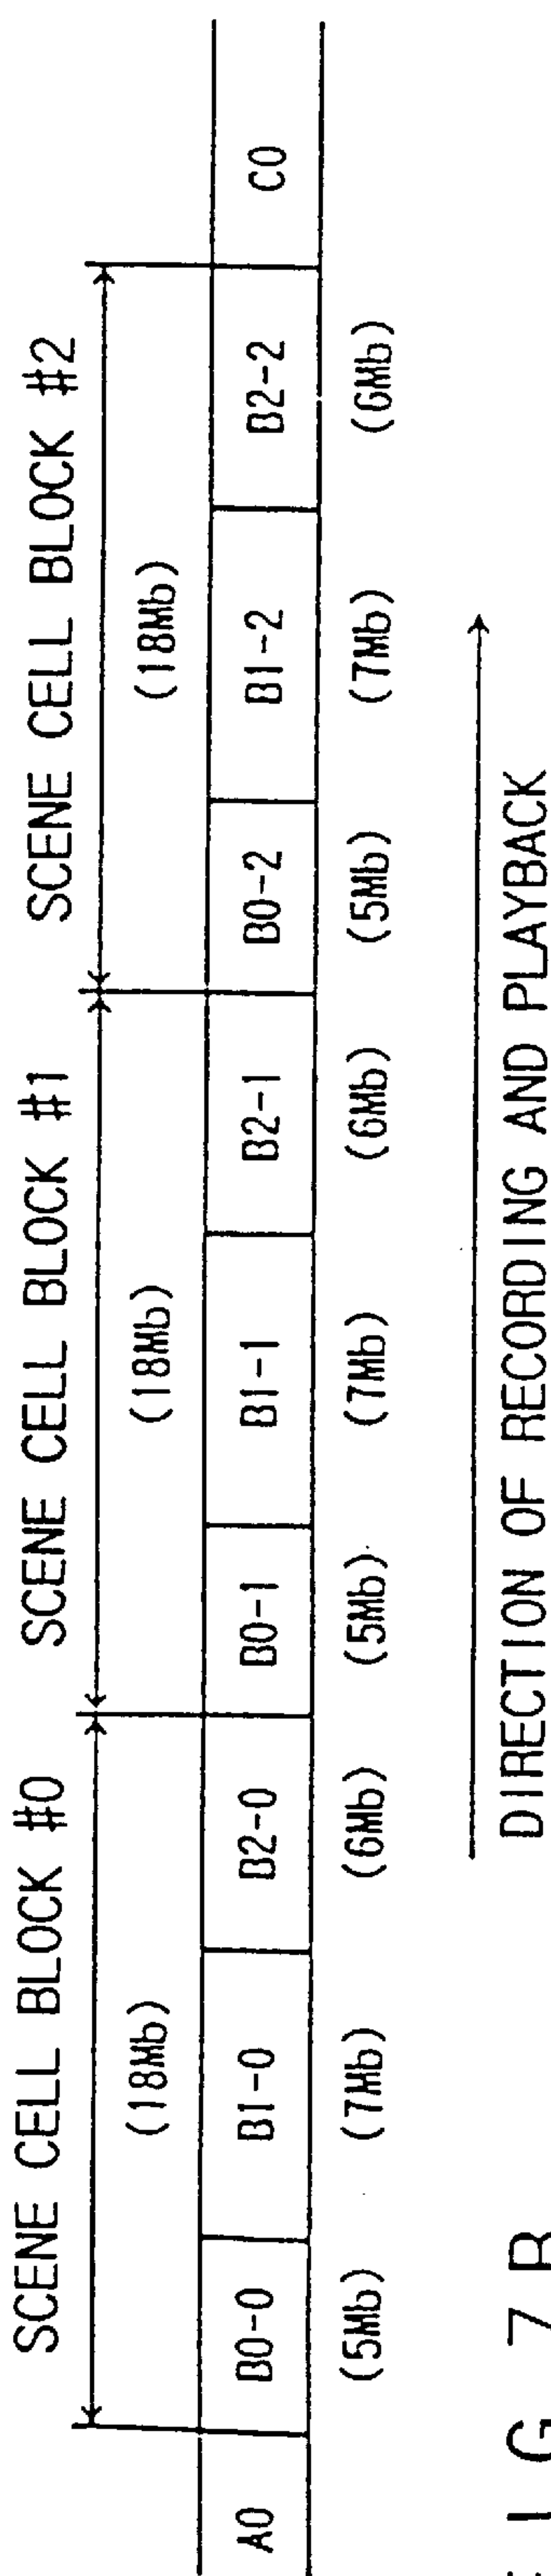 SCENE CELL BLOCK #0 SCENE CELL BLOCK #1 SCENE CELL BLOCK #2
(18Mb) (18Mb) (18Mb)
A0 B0-0 B1-0 B2-0 B0-1 B1-1 B2-1 B0-2 B1-2 B2-2 C0
(5Mb) (7Mb) (6Mb) (5Mb) (7Mb) (6Mb) (5Mb) (7Mb) (6Mb)
DIRECTION OF RECORDING AND PLAYBACK
I G 7 B